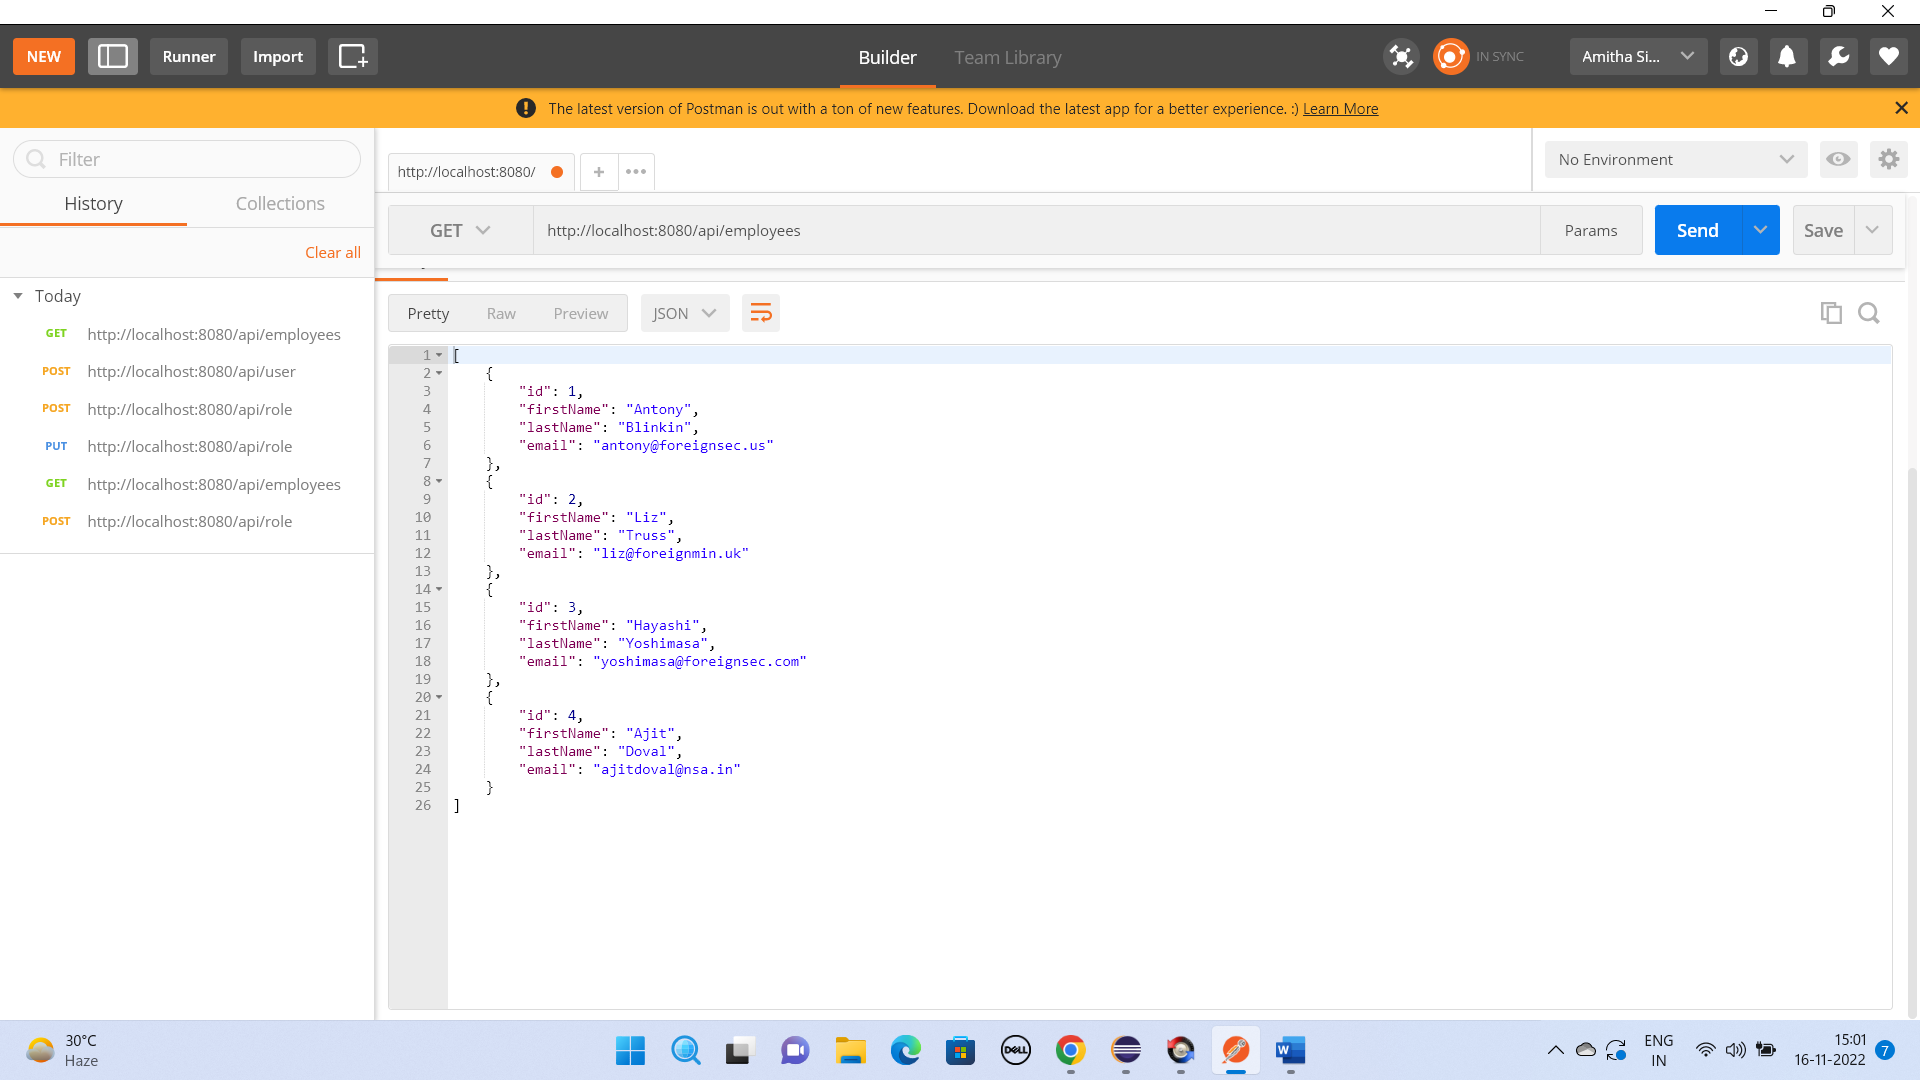 NEW
Runner
Import
Builder
Team Library
IN SYNC
Amitha Si...
The latest version of Postman is out with a ton of new features. Download the latest app for a better experience. :) Learn More
Filter
History
Collections
Clear all
Today
GET http://localhost:8080/api/employees
POST http://localhost:8080/api/user
POST http://localhost:8080/api/role
PUT http://localhost:8080/api/role
GET http://localhost:8080/api/employees
POST http://localhost:8080/api/role
http://localhost:8080/
No Environment
GET
http://localhost:8080/api/employees
Params
Send
Save
Pretty
Raw
Preview
JSON
1 [
2 {
3 "id": 1,
4 "firstName": "Antony",
5 "lastName": "Blinkin",
6 "email": "antony@foreignsec.us"
7 },
8 {
9 "id": 2,
10 "firstName": "Liz",
11 "lastName": "Truss",
12 "email": "liz@foreignmin.uk"
13 },
14 {
15 "id": 3,
16 "firstName": "Hayashi",
17 "lastName": "Yoshimasa",
18 "email": "yoshimasa@foreignsec.com"
19 },
20 {
21 "id": 4,
22 "firstName": "Ajit",
23 "lastName": "Doval",
24 "email": "ajitdoval@nsa.in"
25 }
26 ]
30°C
Haze
DELL
W
ENG
IN
15:01
16-11-2022
7